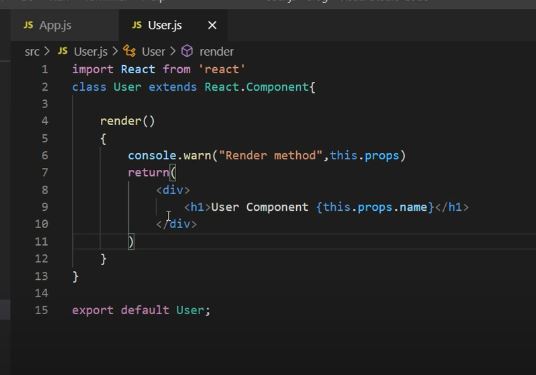 JS App.js JS User.js ×
src > JS User.js > User > render
1 import React from 'react'
2 class User extends React.Component{
3
4 render()
5 {
6 console.warn("Render method",this.props)
7 return(
8 <div>
9 <h1>User Component {this.props.name}</h1>
10 </div>
11 )
12 }
13 }
14
15 export default User;